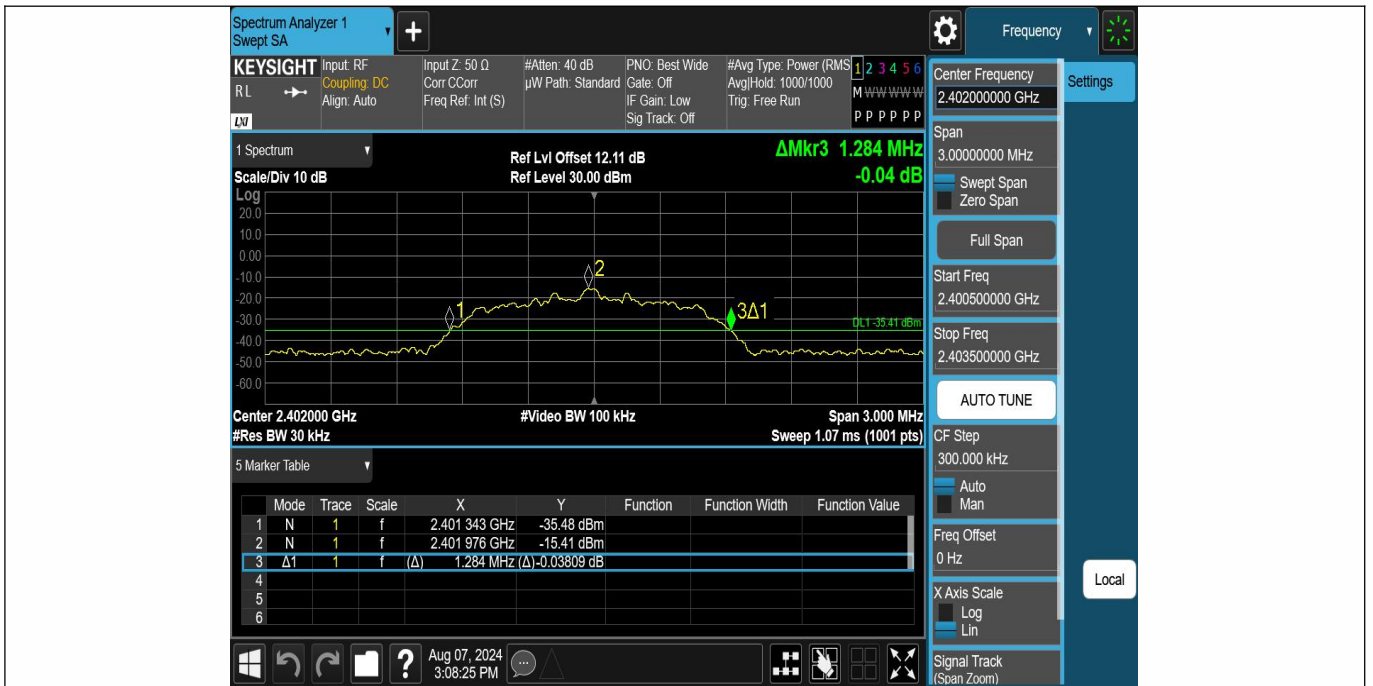 Spectrum Analyzer 1
Swept SA
Frequency
KEYSIGHT
RL
LXI
Input: RF
Coupling: DC
Align: Auto
Input Z: 50 Ω
Corr CCorr
Freq Ref: Int (S)
#Atten: 40 dB
µW Path: Standard
PNO: Best Wide
Gate: Off
IF Gain: Low
Sig Track: Off
#Avg Type: Power (RMS
Avg|Hold: 1000/1000
Trig: Free Run
1 2 3 4 5 6
M W W W W W
P P P P P P
1 Spectrum
Scale/Div 10 dB
Ref Lvl Offset 12.11 dB
Ref Level 30.00 dBm
ΔMkr3 1.284 MHz
-0.04 dB
Log
20.0
10.0
0.00
-10.0
-20.0
-30.0
-40.0
-50.0
-60.0
1
2
3Δ1
DL1 -35.41 dBm
Center 2.402000 GHz
#Video BW 100 kHz
Span 3.000 MHz
#Res BW 30 kHz
Sweep 1.07 ms (1001 pts)
5 Marker Table
Mode Trace Scale X Y Function Function Width Function Value
1 N 1 f 2.401 343 GHz -35.48 dBm
2 N 1 f 2.401 976 GHz -15.41 dBm
3 Δ1 1 f (Δ) 1.284 MHz (Δ) -0.03809 dB
4
5
6
?
Aug 07, 2024
3:08:25 PM
Center Frequency
2.402000000 GHz
Settings
Span
3.00000000 MHz
Swept Span
Zero Span
Full Span
Start Freq
2.400500000 GHz
Stop Freq
2.403500000 GHz
AUTO TUNE
CF Step
300.000 kHz
Auto
Man
Freq Offset
0 Hz
Local
X Axis Scale
Log
Lin
Signal Track
(Span Zoom)